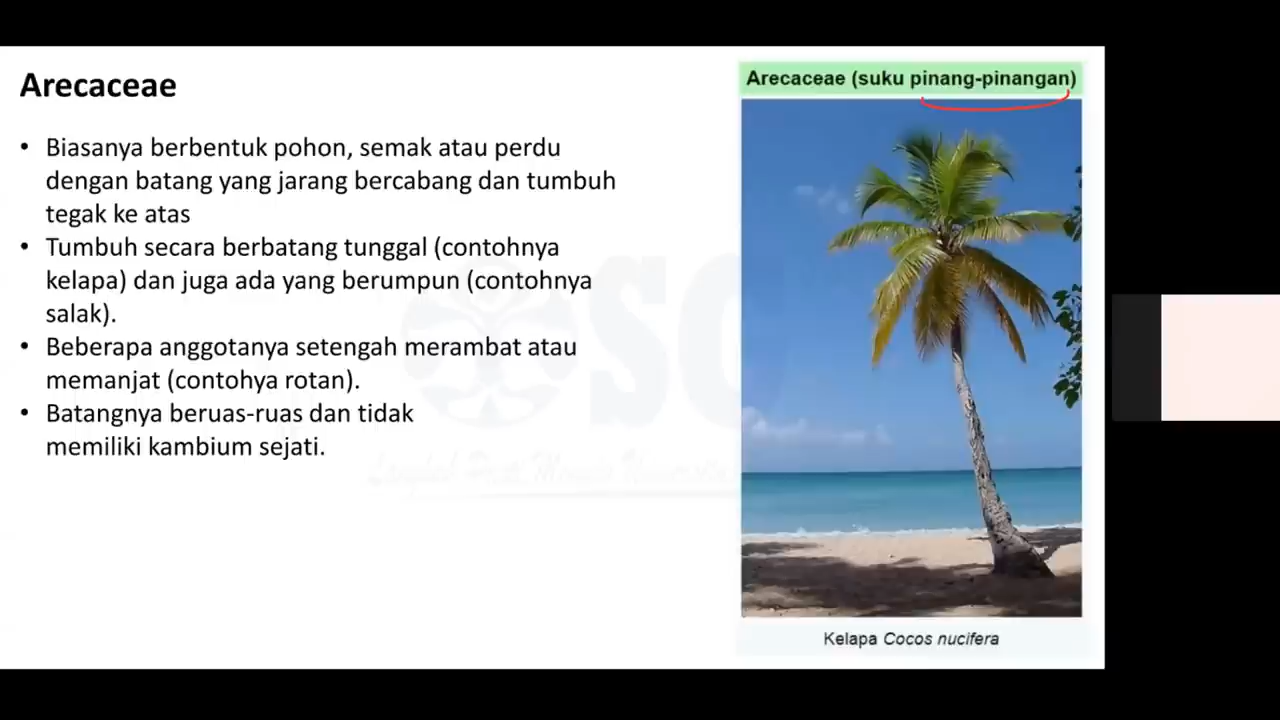 Arecaceae
• Biasanya berbentuk pohon, semak atau perdu
dengan batang yang jarang bercabang dan tumbuh
tegak ke atas
• Tumbuh secara berbatang tunggal (contohnya
kelapa) dan juga ada yang berumpun (contohnya
salak).
• Beberapa anggotanya setengah merambat atau
memanjat (contohya rotan).
• Batangnya beruas-ruas dan tidak
memiliki kambium sejati.
Arecaceae (suku pinang-pinangan)
Kelapa Cocos nucifera